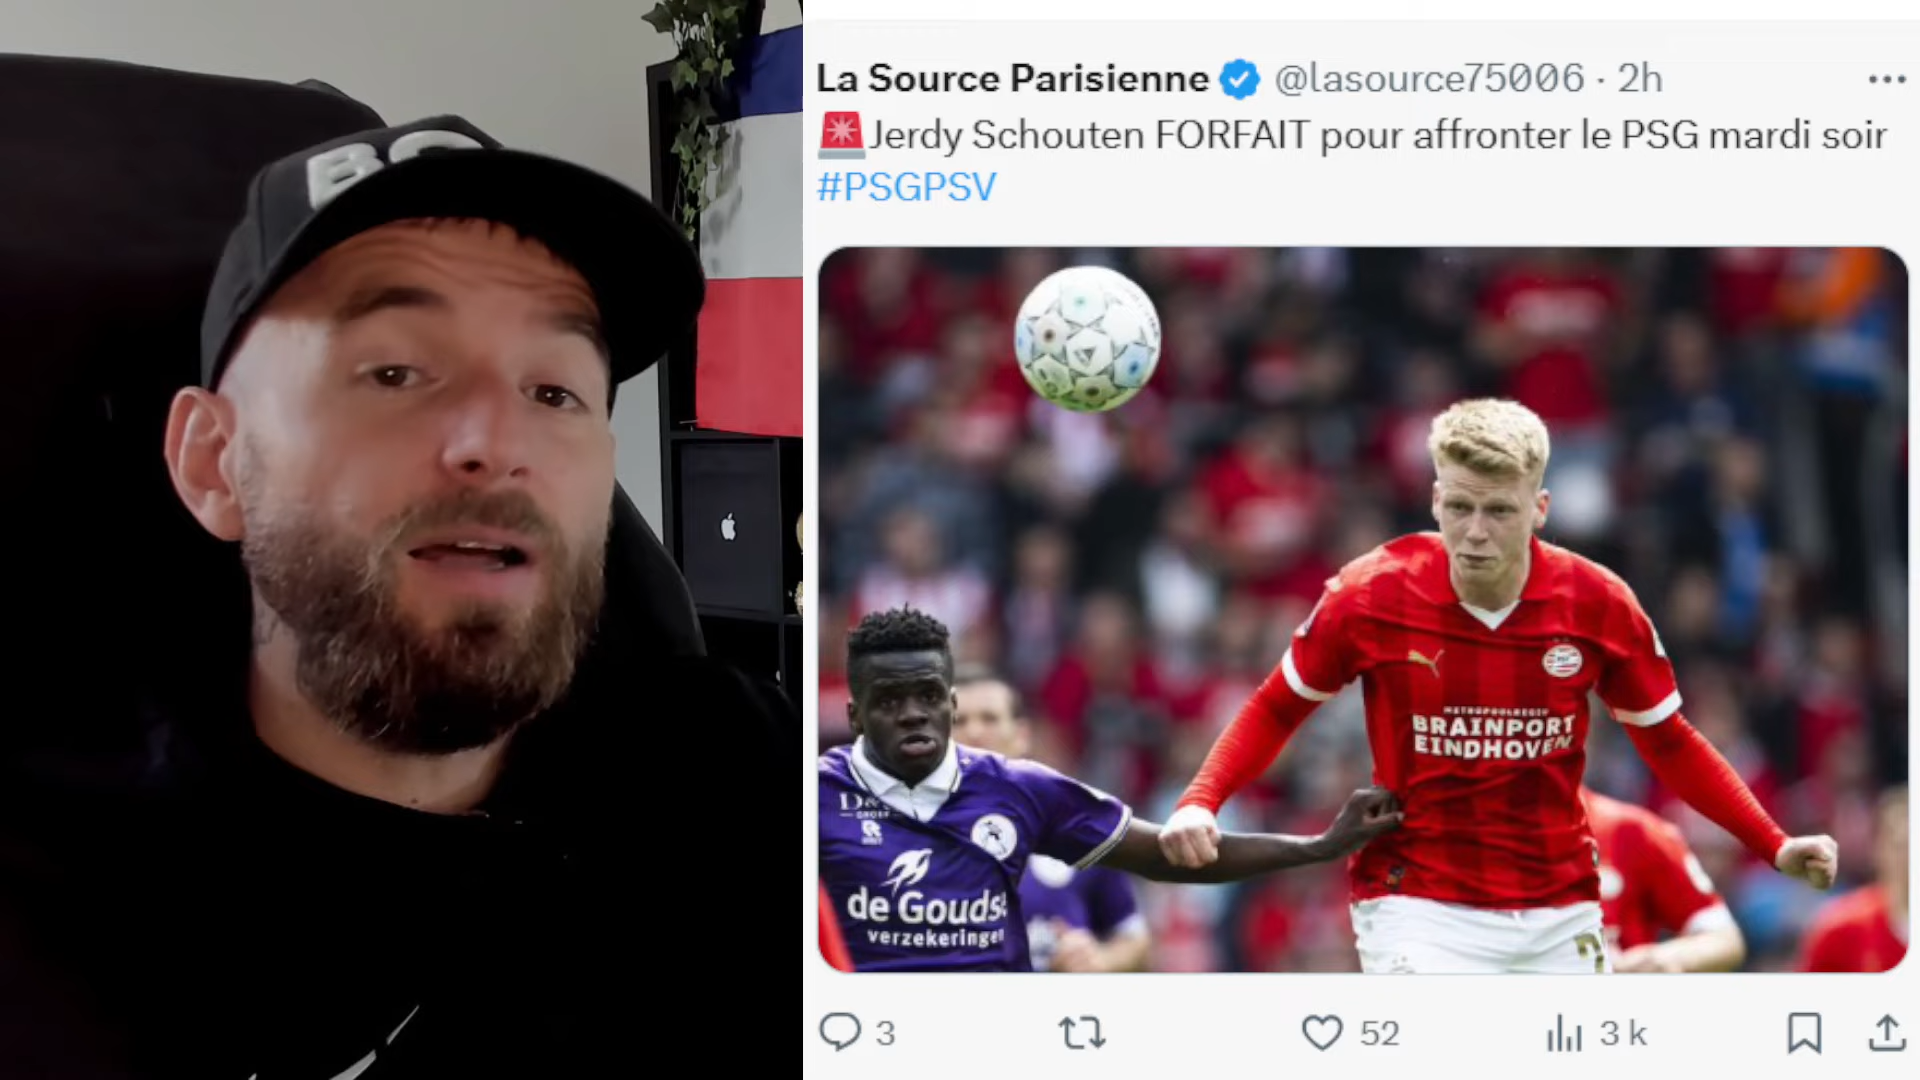 La Source Parisienne @lasource75006 · 2h
🚨Jerdy Schouten FORFAIT pour affronter le PSG mardi soir
#PSGPSV
METROPOOLREGIO
BRAINPORT
EINDHOVEN
de Goudse
verzekeringen
3
52
3 k